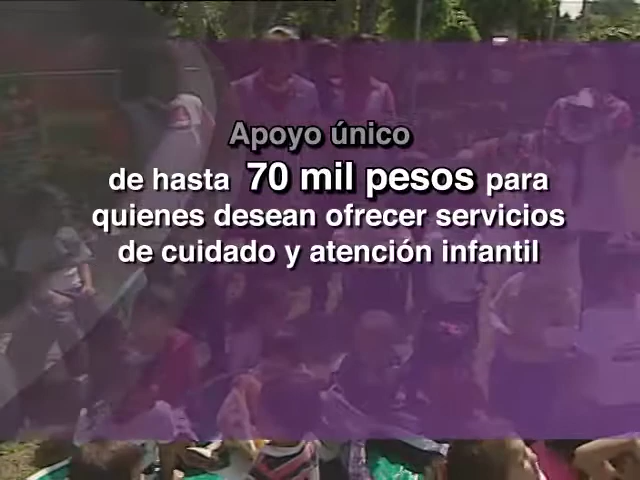 Apoyo único
de hasta 70 mil pesos para
quienes desean ofrecer servicios
de cuidado y atención infantil